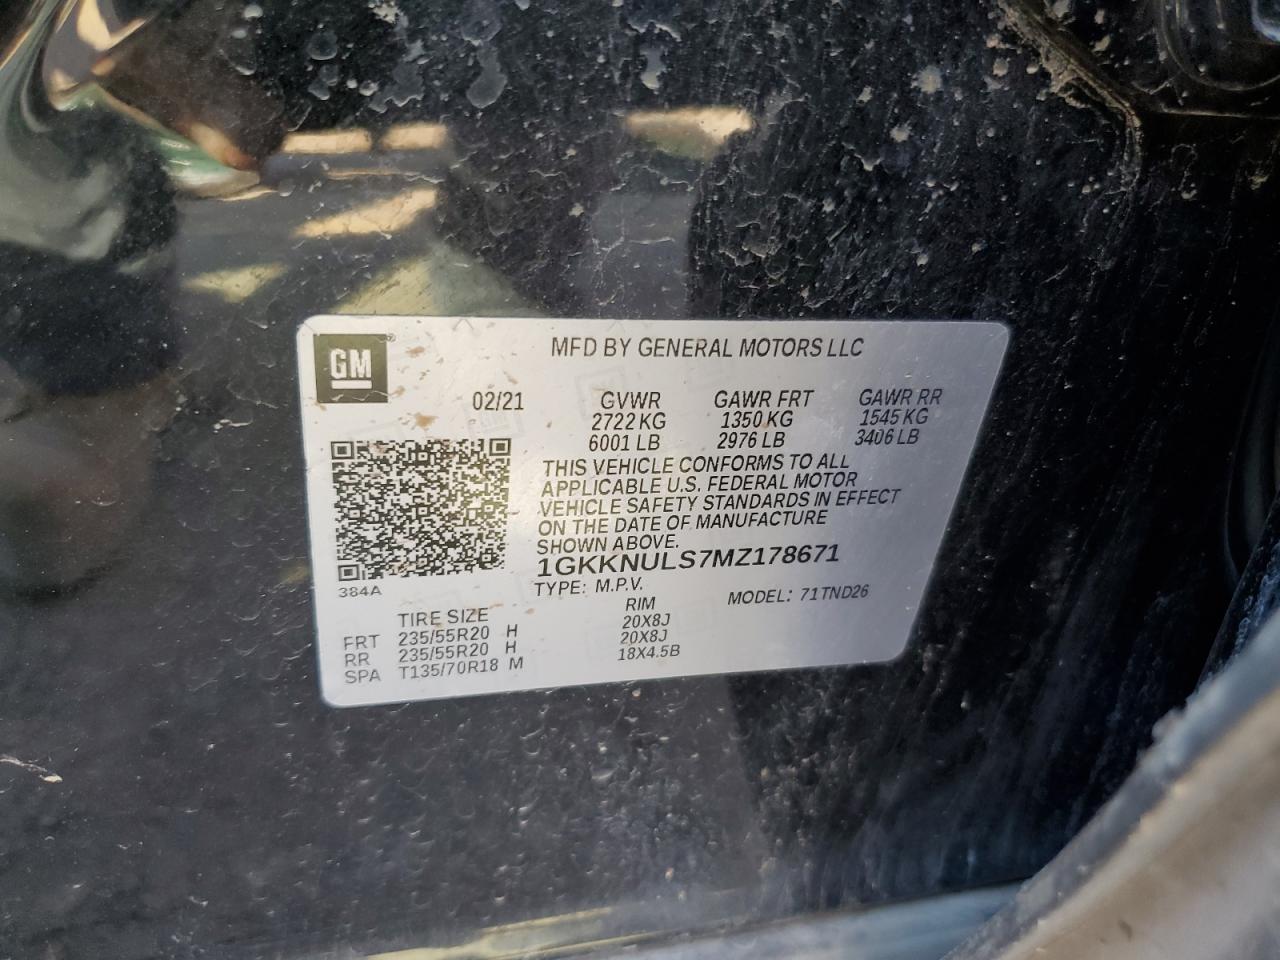 GM
MFD BY GENERAL MOTORS LLC
02/21 GVWR GAWR FRT GAWR RR
2722 KG 1350 KG 1545 KG
6001 LB 2976 LB 3406 LB
THIS VEHICLE CONFORMS TO ALL
APPLICABLE U.S. FEDERAL MOTOR
VEHICLE SAFETY STANDARDS IN EFFECT
ON THE DATE OF MANUFACTURE
SHOWN ABOVE.
1GKKNULS7MZ178671
384A TYPE: M.P.V. MODEL: 71TND26
TIRE SIZE RIM
FRT 235/55R20 H 20X8J
RR 235/55R20 H 20X8J
SPA T135/70R18 M 18X4.5B